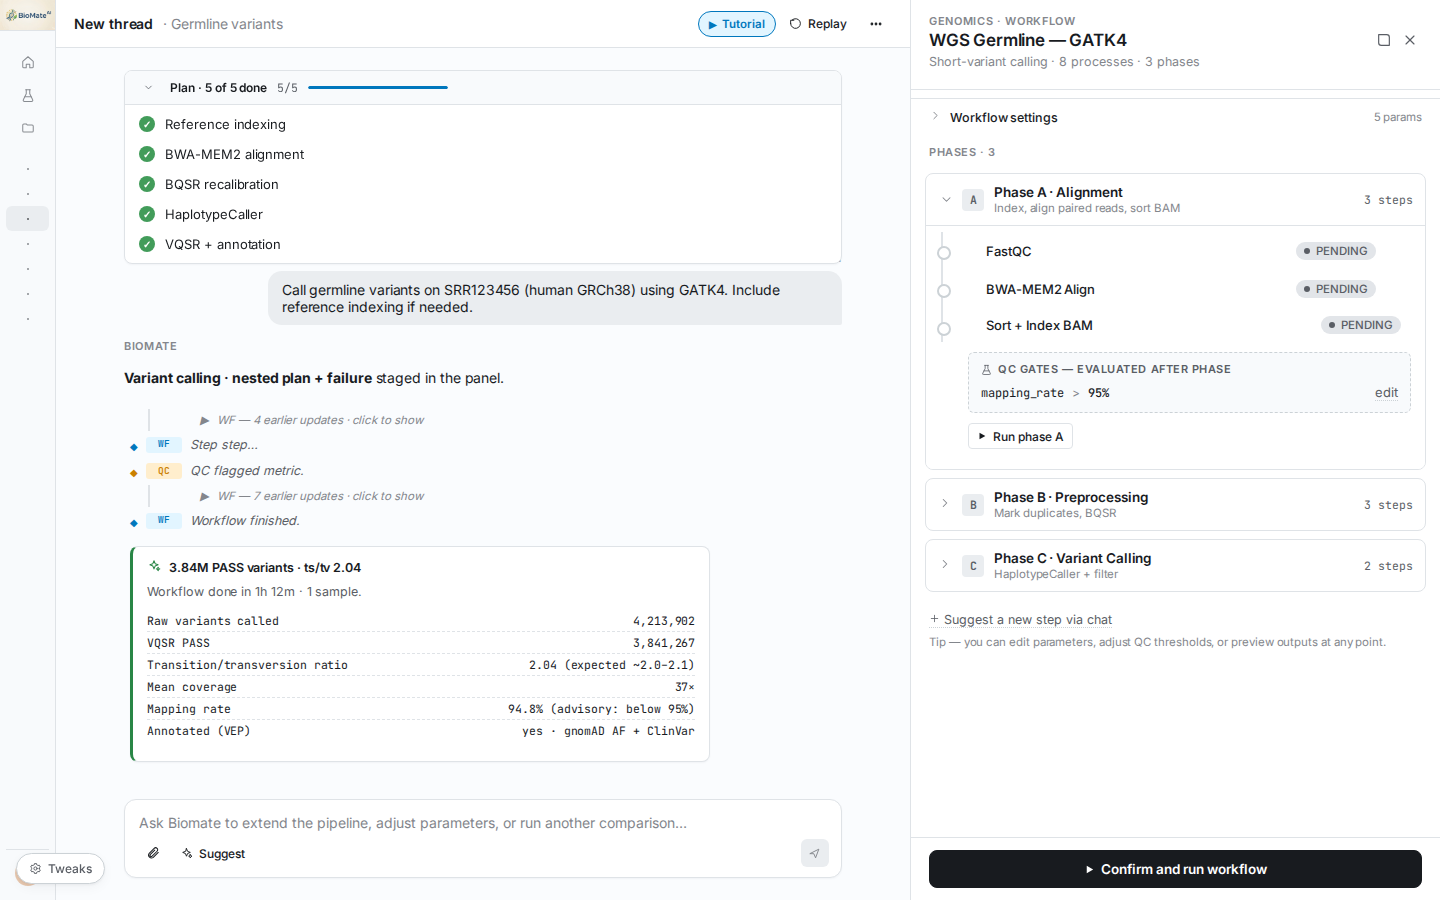 BioMate AI
New thread · Germline variants
▶ Tutorial
Replay
Plan · 5 of 5 done 5/5
Reference indexing
BWA-MEM2 alignment
BQSR recalibration
HaplotypeCaller
VQSR + annotation
Call germline variants on SRR123456 (human GRCh38) using GATK4. Include
reference indexing if needed.
BIOMATE
Variant calling · nested plan + failure staged in the panel.
▶ WF — 4 earlier updates · click to show
WF Step step...
QC QC flagged metric.
▶ WF — 7 earlier updates · click to show
WF Workflow finished.
3.84M PASS variants · ts/tv 2.04
Workflow done in 1h 12m · 1 sample.
Raw variants called 4,213,902
VQSR PASS 3,841,267
Transition/transversion ratio 2.04 (expected ~2.0–2.1)
Mean coverage 37×
Mapping rate 94.8% (advisory: below 95%)
Annotated (VEP) yes · gnomAD AF + ClinVar
Ask Biomate to extend the pipeline, adjust parameters, or run another comparison...
Suggest
Tweaks
GENOMICS · WORKFLOW
WGS Germline — GATK4
Short-variant calling · 8 processes · 3 phases
Workflow settings 5 params
PHASES · 3
A Phase A · Alignment 3 steps
Index, align paired reads, sort BAM
FastQC PENDING
BWA-MEM2 Align PENDING
Sort + Index BAM PENDING
QC GATES — EVALUATED AFTER PHASE
mapping_rate > 95% edit
▶ Run phase A
B Phase B · Preprocessing 3 steps
Mark duplicates, BQSR
C Phase C · Variant Calling 2 steps
HaplotypeCaller + filter
+ Suggest a new step via chat
Tip — you can edit parameters, adjust QC thresholds, or preview outputs at any point.
▶ Confirm and run workflow